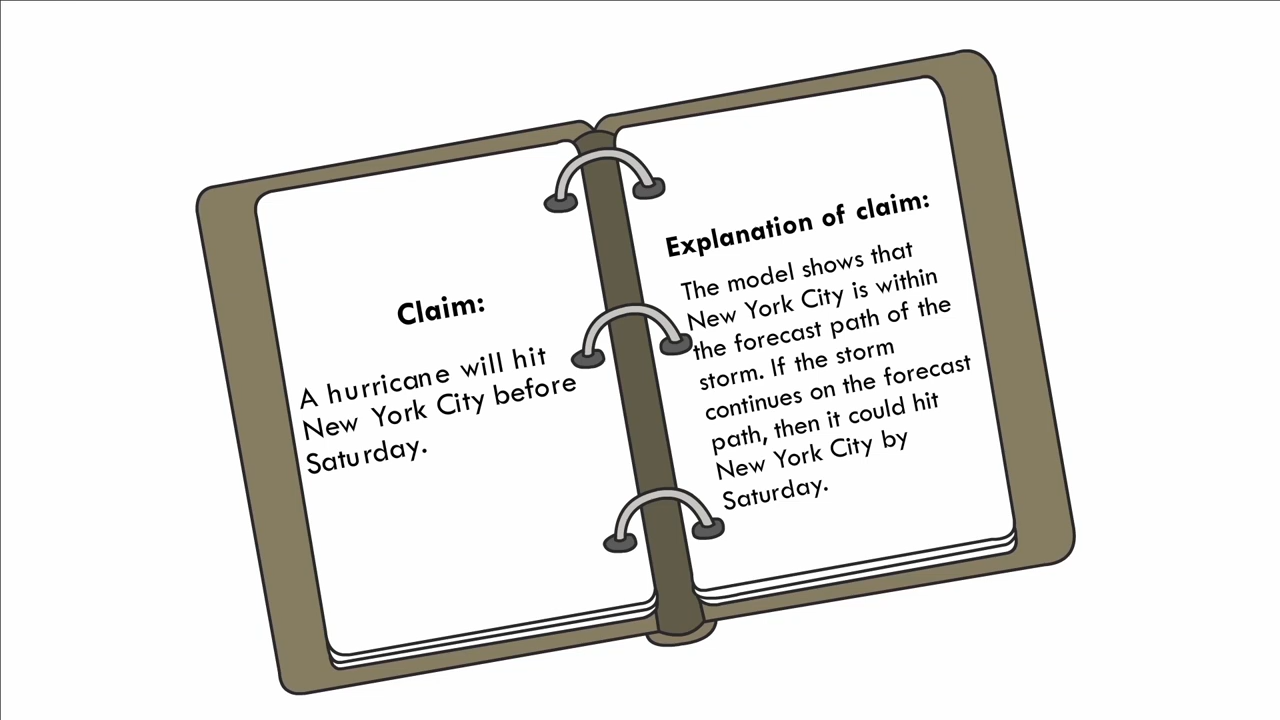 Claim:
A hurricane will hit
New York City before
Saturday.
Explanation of claim:
The model shows that
New York City is within
the forecast path of the
storm. If the storm
continues on the forecast
path, then it could hit
New York City by
Saturday.